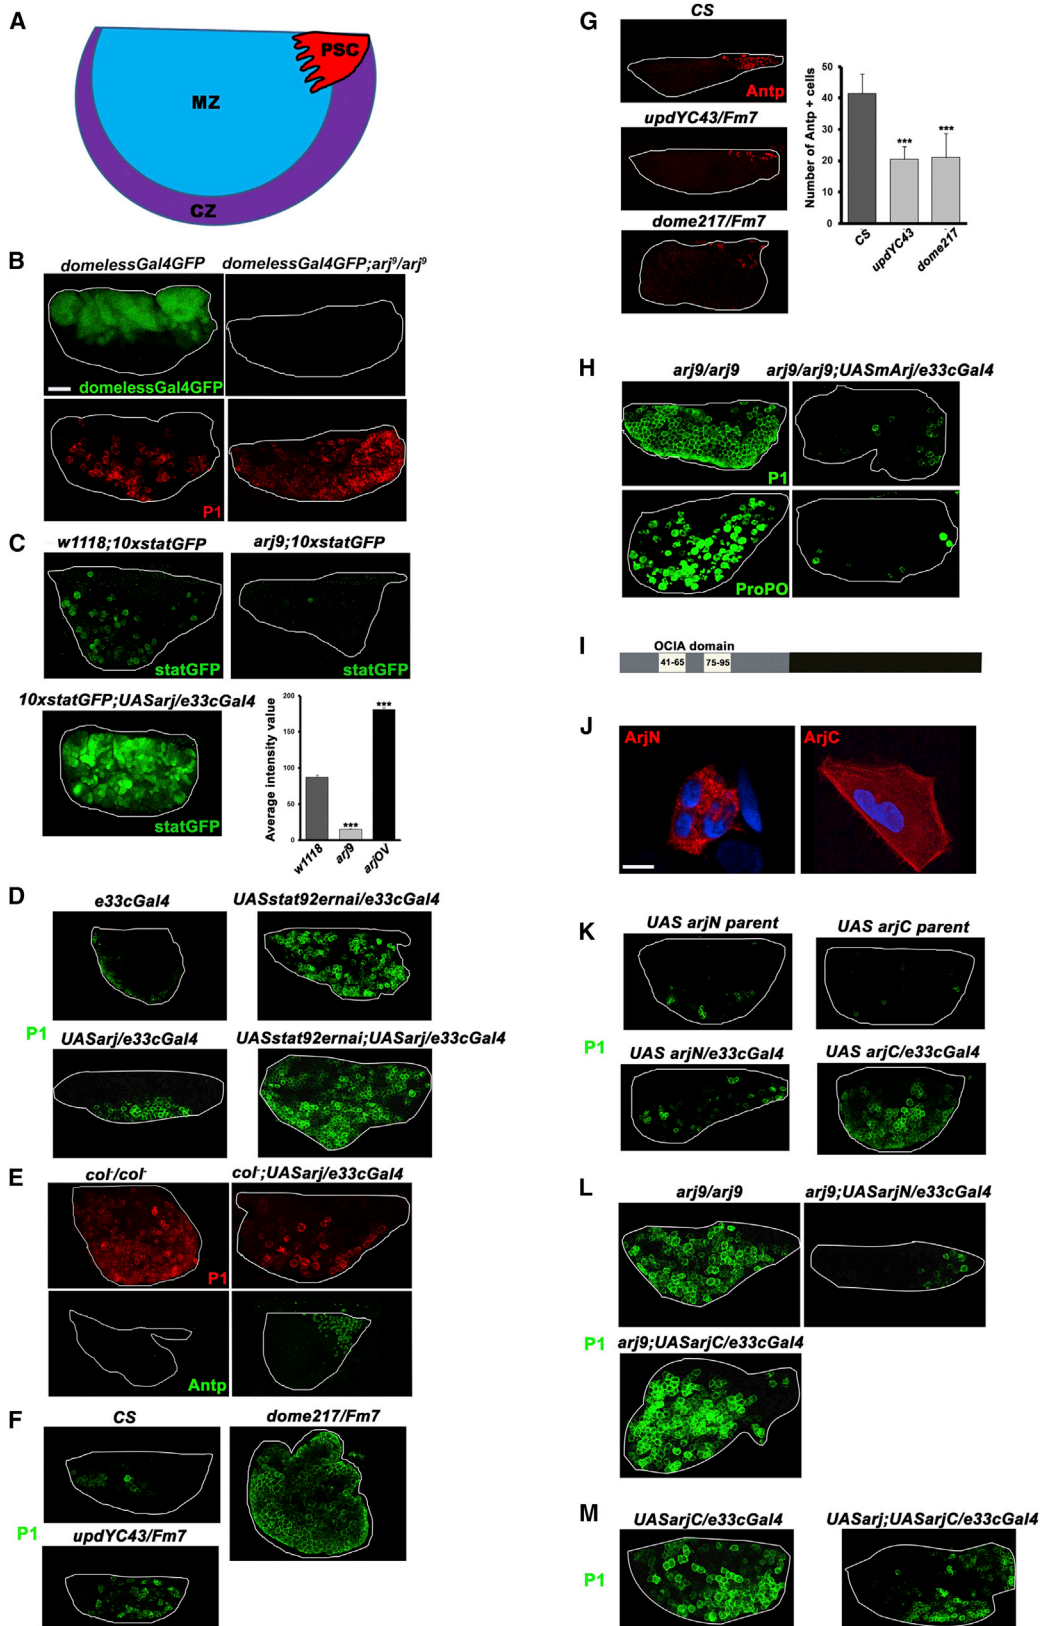 A
PSC
MZ
CZ
B
domelessGal4GFP domelessGal4GFP;arj⁹/arj⁹
domelessGal4GFP
P1
C
w1118;10xstatGFP arj9;10xstatGFP
statGFP statGFP
10xstatGFP;UASarj/e33cGal4
statGFP
Average intensity value
200
150
100
50
0
***
***
w1118 arj9 arjOV
D
e33cGal4 UASstat92ernai/e33cGal4
P1
UASarj/e33cGal4 UASstat92ernai;UASarj/e33cGal4
E
col-/col- col-;UASarj/e33cGal4
P1
Antp
F
CS dome217/Fm7
P1
updYC43/Fm7
G
CS
Antp
updYC43/Fm7
dome217/Fm7
Number of Antp + cells
50
40
30
20
10
0
***
***
CS updYC43 dome217
H
arj9/arj9 arj9/arj9;UASmArj/e33cGal4
P1
ProPO
I
OCIA domain
41-65 75-95
J
ArjN ArjC
K
UAS arjN parent UAS arjC parent
P1
UAS arjN/e33cGal4 UAS arjC/e33cGal4
L
arj9/arj9 arj9;UASarjN/e33cGal4
P1
arj9;UASarjC/e33cGal4
M
UASarjC/e33cGal4 UASarj;UASarjC/e33cGal4
P1